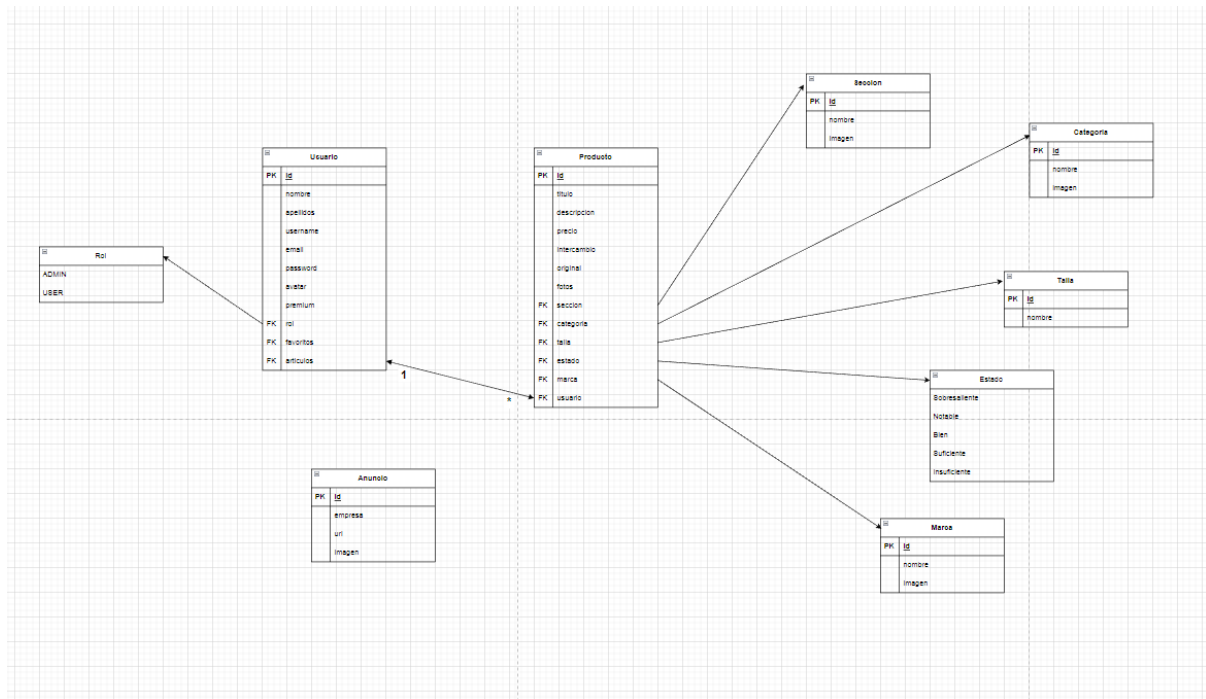 Seccion
PK Id
nombre
imagen
Categoria
PK Id
nombre
imagen
Usuario
PK Id
nombre
apellidos
username
email
password
avatar
premium
FK rol
FK favoritos
FK articulos
Producto
PK Id
titulo
descripcion
precio
intercambio
original
fotos
FK seccion
FK categoria
FK talla
FK estado
FK marca
FK usuario
Rol
ADMIN
USER
Talla
PK Id
nombre
1
*
Estado
Sobresaliente
Notable
Bien
Suficiente
Insuficiente
Anuncio
PK Id
empresa
url
imagen
Marca
PK Id
nombre
imagen